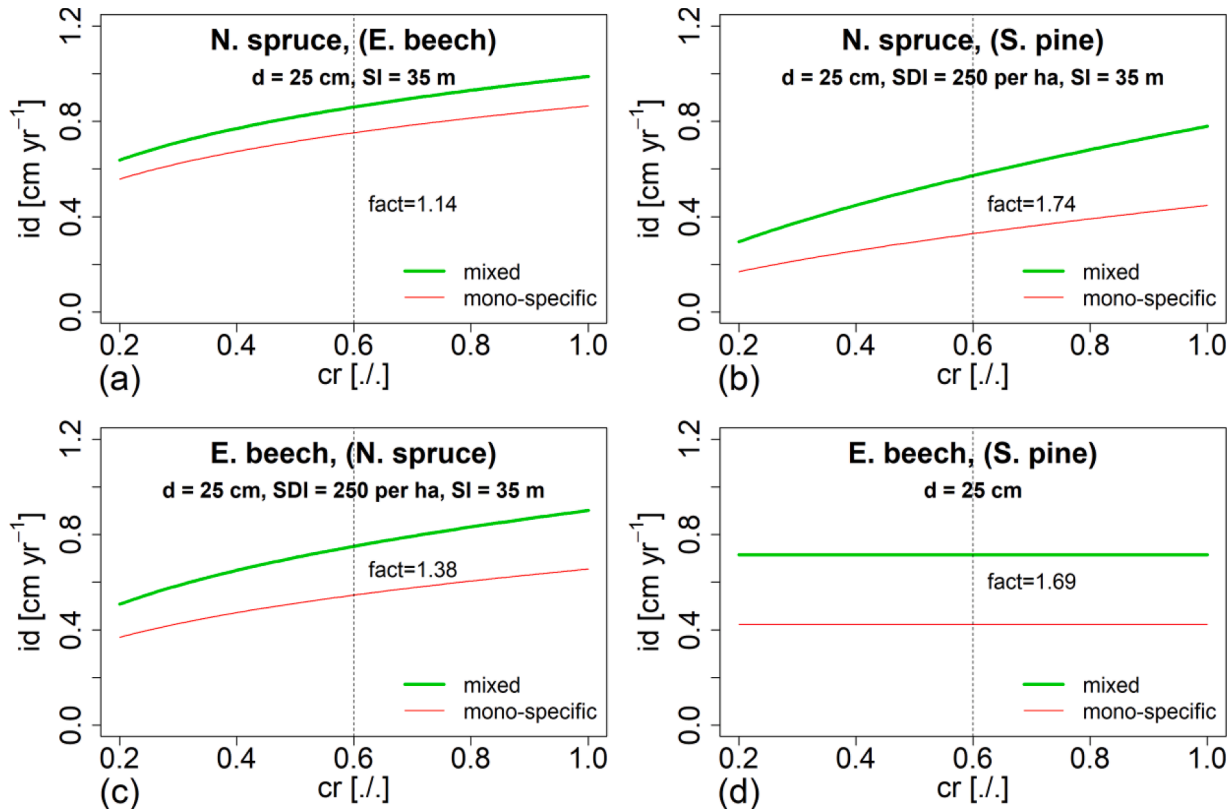 N. spruce, (E. beech)
d = 25 cm, SI = 35 m
id [cm yr⁻¹]
0.0 0.4 0.8 1.2
fact=1.14
mixed
mono-specific
0.2 0.4 0.6 0.8 1.0
cr [./.]
(a)
N. spruce, (S. pine)
d = 25 cm, SDI = 250 per ha, SI = 35 m
id [cm yr⁻¹]
0.0 0.4 0.8 1.2
fact=1.74
mixed
mono-specific
0.2 0.4 0.6 0.8 1.0
cr [./.]
(b)
E. beech, (N. spruce)
d = 25 cm, SDI = 250 per ha, SI = 35 m
id [cm yr⁻¹]
0.0 0.4 0.8 1.2
fact=1.38
mixed
mono-specific
0.2 0.4 0.6 0.8 1.0
cr [./.]
(c)
E. beech, (S. pine)
d = 25 cm
id [cm yr⁻¹]
0.0 0.4 0.8 1.2
fact=1.69
mixed
mono-specific
0.2 0.4 0.6 0.8 1.0
cr [./.]
(d)